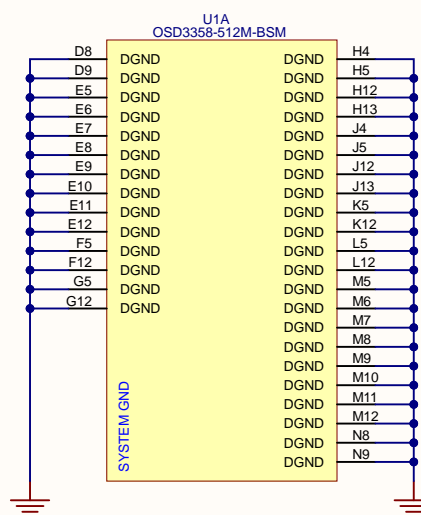 U1A
OSD3358-512M-BSM
D8 DGND DGND H4
D9 DGND DGND H5
E5 DGND DGND H12
E6 DGND DGND H13
E7 DGND DGND J4
E8 DGND DGND J5
E9 DGND DGND J12
E10 DGND DGND J13
E11 DGND DGND K5
E12 DGND DGND K12
F5 DGND DGND L5
F12 DGND DGND L12
G5 DGND DGND M5
G12 DGND DGND M6
DGND M7
DGND M8
DGND M9
DGND M10
DGND M11
DGND M12
DGND N8
DGND N9
SYSTEM GND